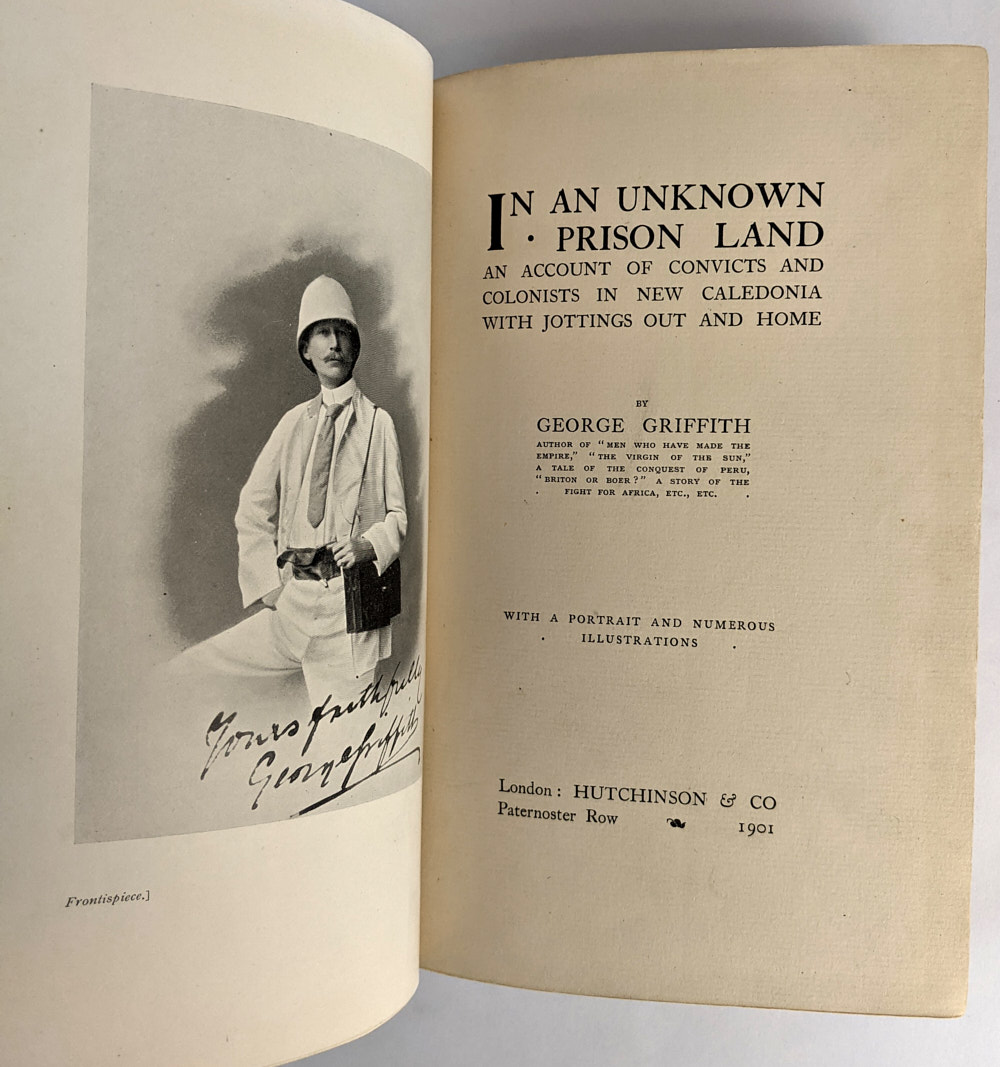 Yours faithfully
George Griffith
Frontispiece.]
IN AN UNKNOWN
· PRISON LAND
AN ACCOUNT OF CONVICTS AND
COLONISTS IN NEW CALEDONIA
WITH JOTTINGS OUT AND HOME
BY
GEORGE GRIFFITH
AUTHOR OF "MEN WHO HAVE MADE THE
EMPIRE," "THE VIRGIN OF THE SUN,"
A TALE OF THE CONQUEST OF PERU,
"BRITON OR BOER?" A STORY OF THE
· FIGHT FOR AFRICA, ETC., ETC. ·
WITH A PORTRAIT AND NUMEROUS
· ILLUSTRATIONS ·
London: HUTCHINSON & CO
Paternoster Row 1901